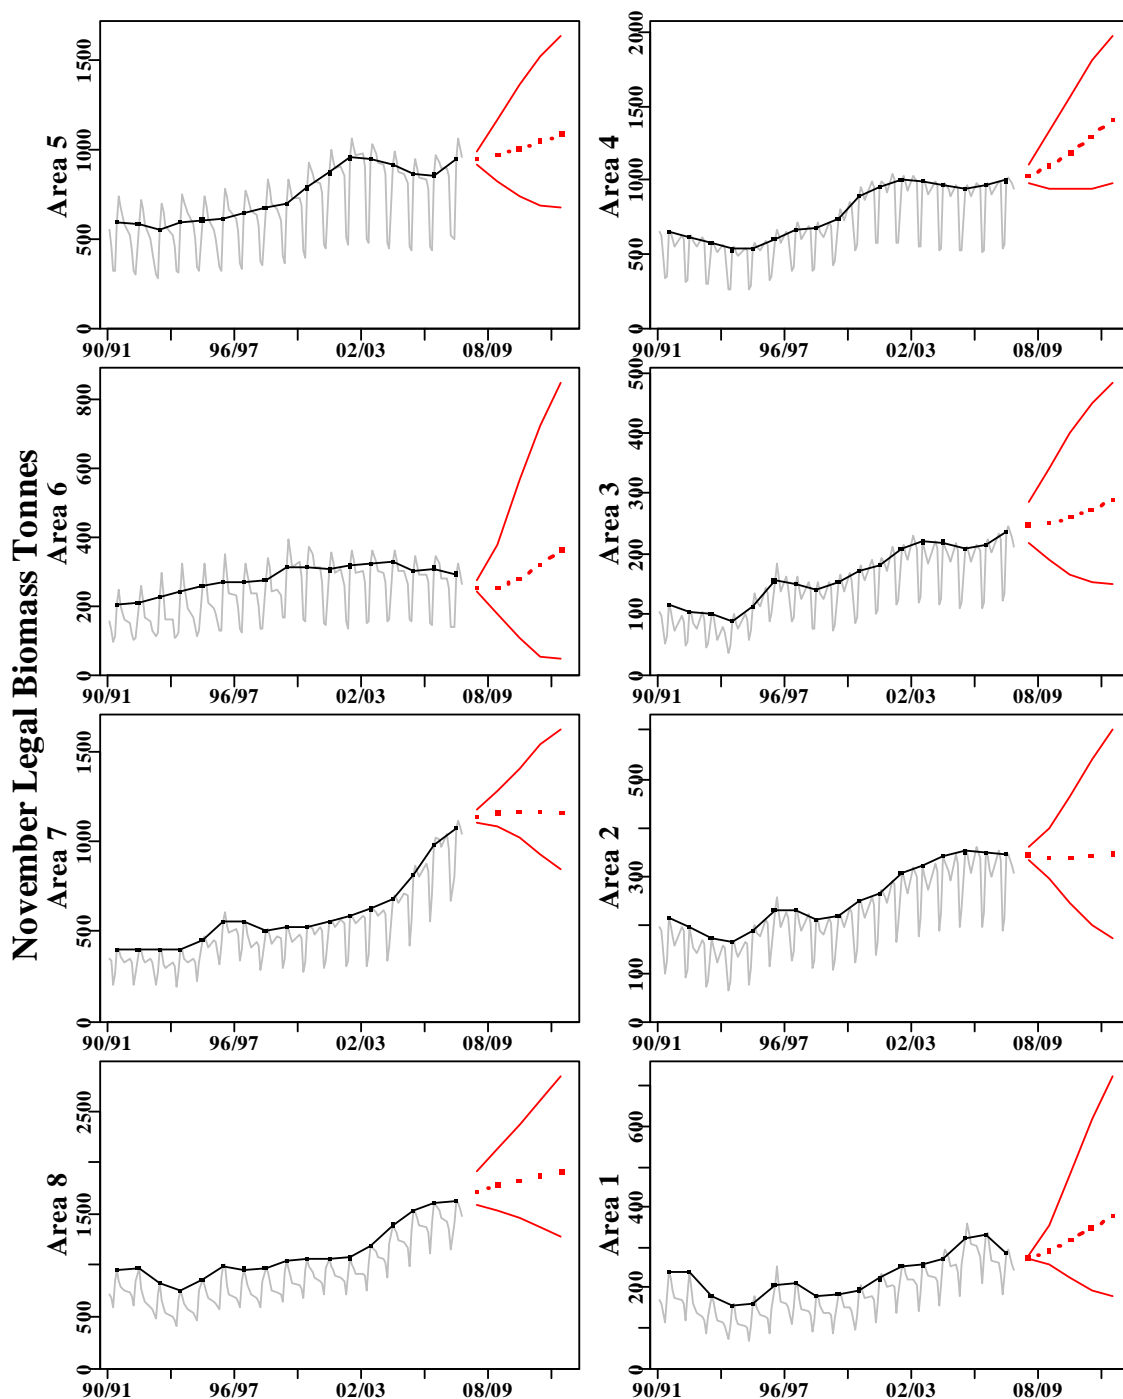 November Legal Biomass Tonnes
Area 5
0 500 1000 1500
90/91 96/97 02/03 08/09
Area 4
0 500 1000 1500 2000
90/91 96/97 02/03 08/09
Area 6
0 200 400 600 800
90/91 96/97 02/03 08/09
Area 3
0 100 200 300 400 500
90/91 96/97 02/03 08/09
Area 7
0 500 1000 1500
90/91 96/97 02/03 08/09
Area 2
0 100 300 500
90/91 96/97 02/03 08/09
Area 8
0 500 1500 2500
90/91 96/97 02/03 08/09
Area 1
0 200 400 600
90/91 96/97 02/03 08/09